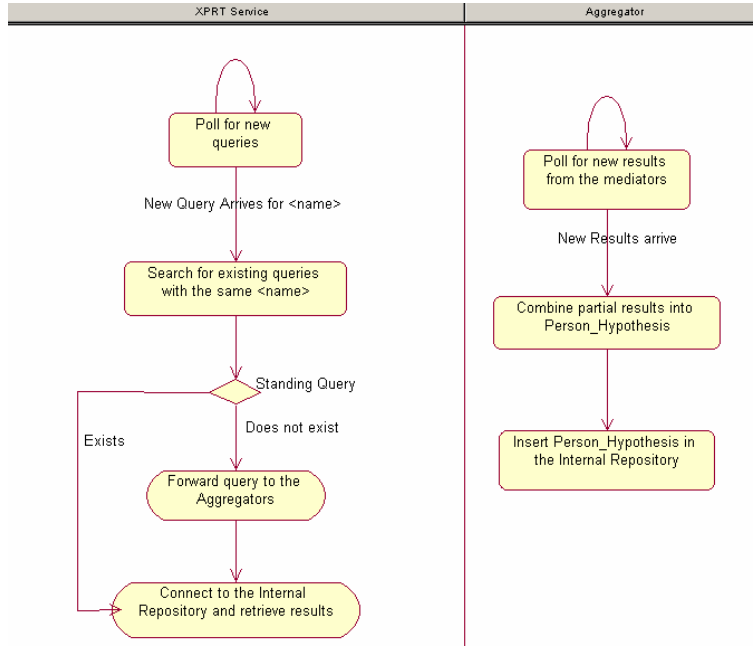 XPRT Service
Poll for new
queries
New Query Arrives for <name>
Search for existing queries
with the same <name>
Standing Query
Exists
Does not exist
Forward query to the
Aggregators
Connect to the Internal
Repository and retrieve results
Aggregator
Poll for new results
from the mediators
New Results arrive
Combine partial results into
Person_Hypothesis
Insert Person_Hypothesis in
the Internal Repository